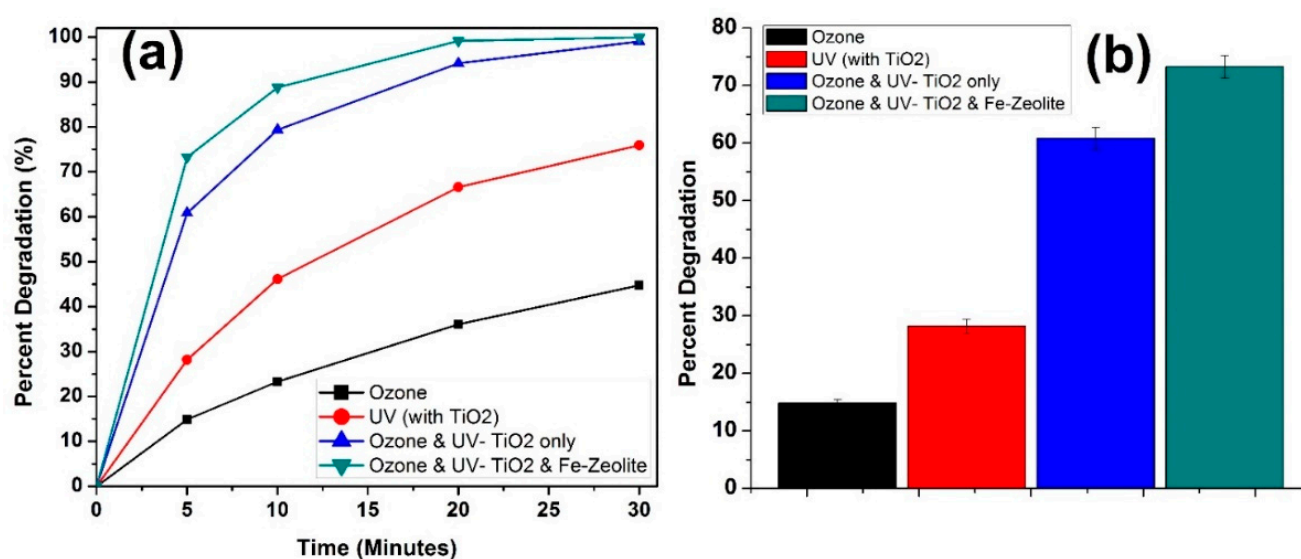 (a)
Percent Degradation (%)
100
90
80
70
60
50
40
30
20
10
0
0 5 10 15 20 25 30
Time (Minutes)
Ozone
UV (with TiO2)
Ozone & UV- TiO2 only
Ozone & UV- TiO2 & Fe-Zeolite
(b)
Percent Degradation
80
70
60
50
40
30
20
10
0
Ozone
UV (with TiO2)
Ozone & UV- TiO2 only
Ozone & UV- TiO2 & Fe-Zeolite